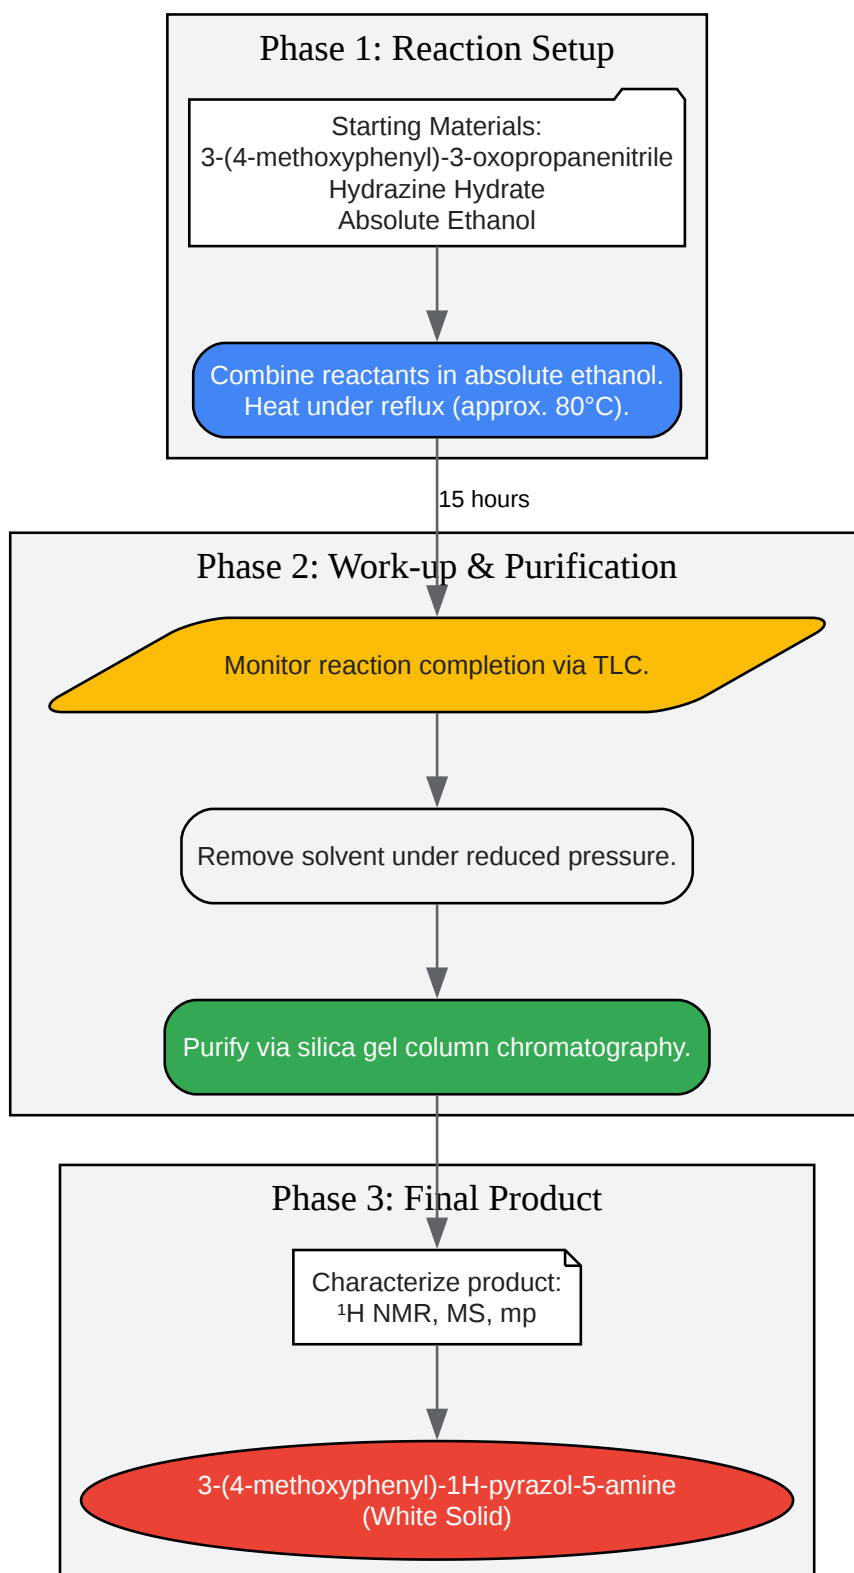 Phase 1: Reaction Setup
Starting Materials:
3-(4-methoxyphenyl)-3-oxopropanenitrile
Hydrazine Hydrate
Absolute Ethanol
Combine reactants in absolute ethanol.
Heat under reflux (approx. 80°C).
15 hours
Phase 2: Work-up & Purification
Monitor reaction completion via TLC.
Remove solvent under reduced pressure.
Purify via silica gel column chromatography.
Phase 3: Final Product
Characterize product:
¹H NMR, MS, mp
3-(4-methoxyphenyl)-1H-pyrazol-5-amine
(White Solid)